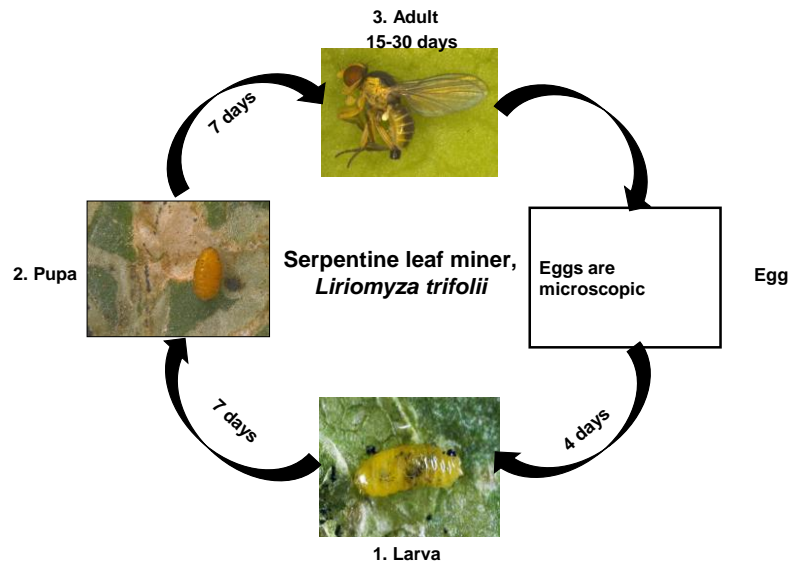 3. Adult
15-30 days
7 days
2. Pupa
Serpentine leaf miner,
Liriomyza trifolii
Eggs are
microscopic
Egg
7 days
4 days
1. Larva